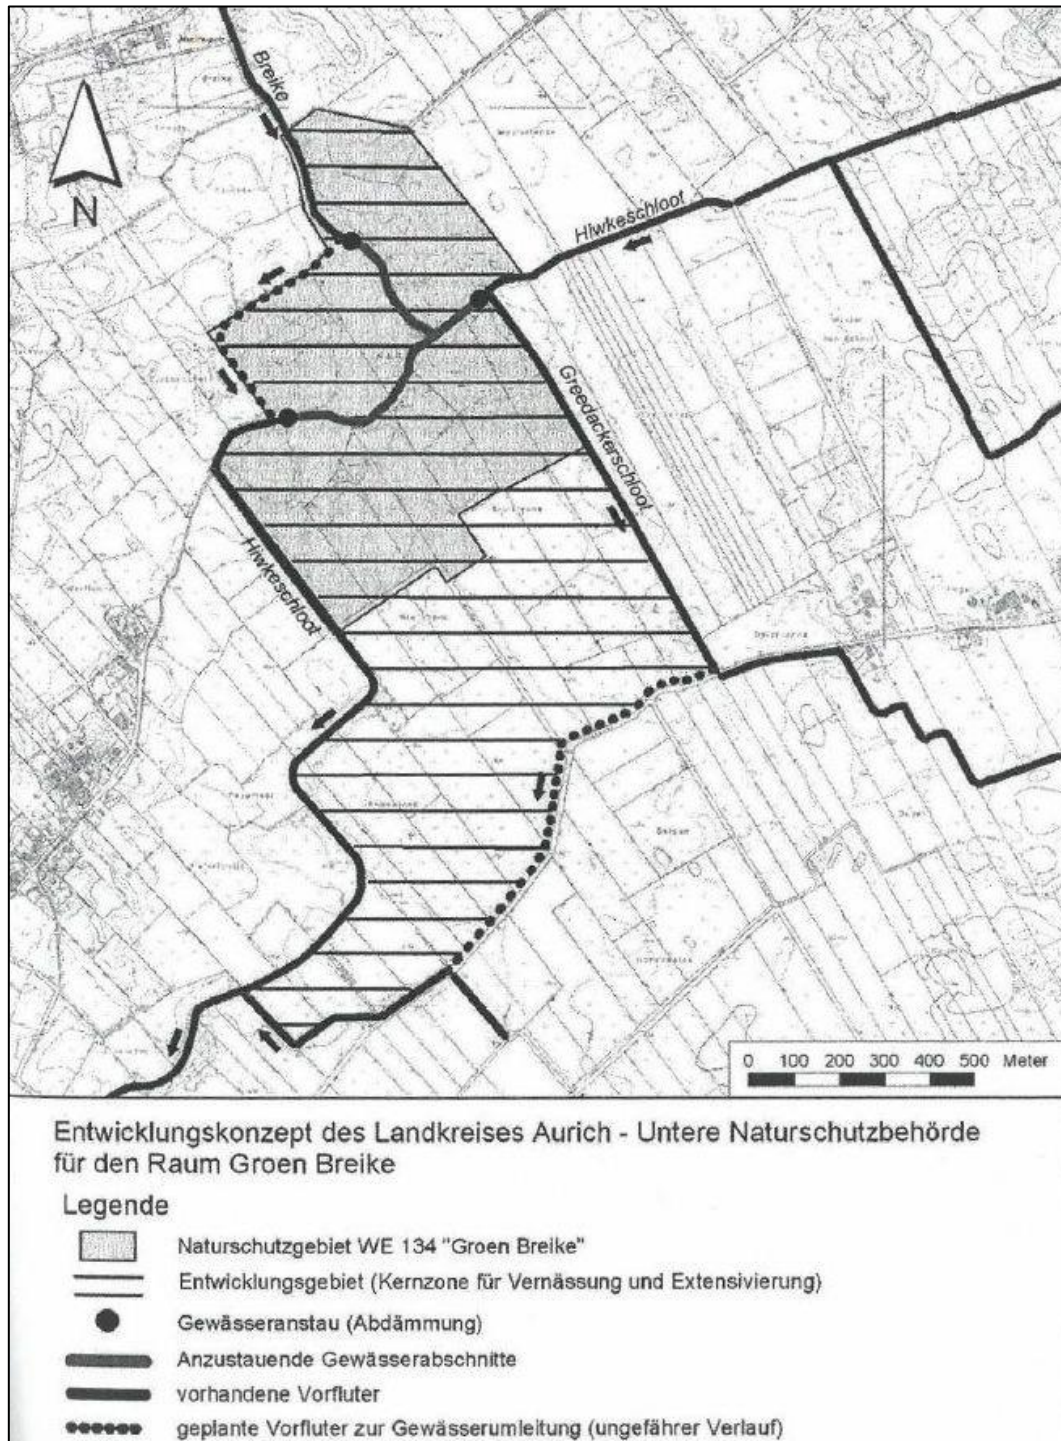 Breike
N
Hiwkeschloot
Greedackerschloot
Hiwkeschloot
0 100 200 300 400 500 Meter
Entwicklungskonzept des Landkreises Aurich - Untere Naturschutzbehörde
für den Raum Groen Breike
Legende
Naturschutzgebiet WE 134 "Groen Breike"
Entwicklungsgebiet (Kernzone für Vernässung und Extensivierung)
Gewässeranstau (Abdämmung)
Anzustauende Gewässerabschnitte
vorhandene Vorfluter
geplante Vorfluter zur Gewässerumleitung (ungefährer Verlauf)